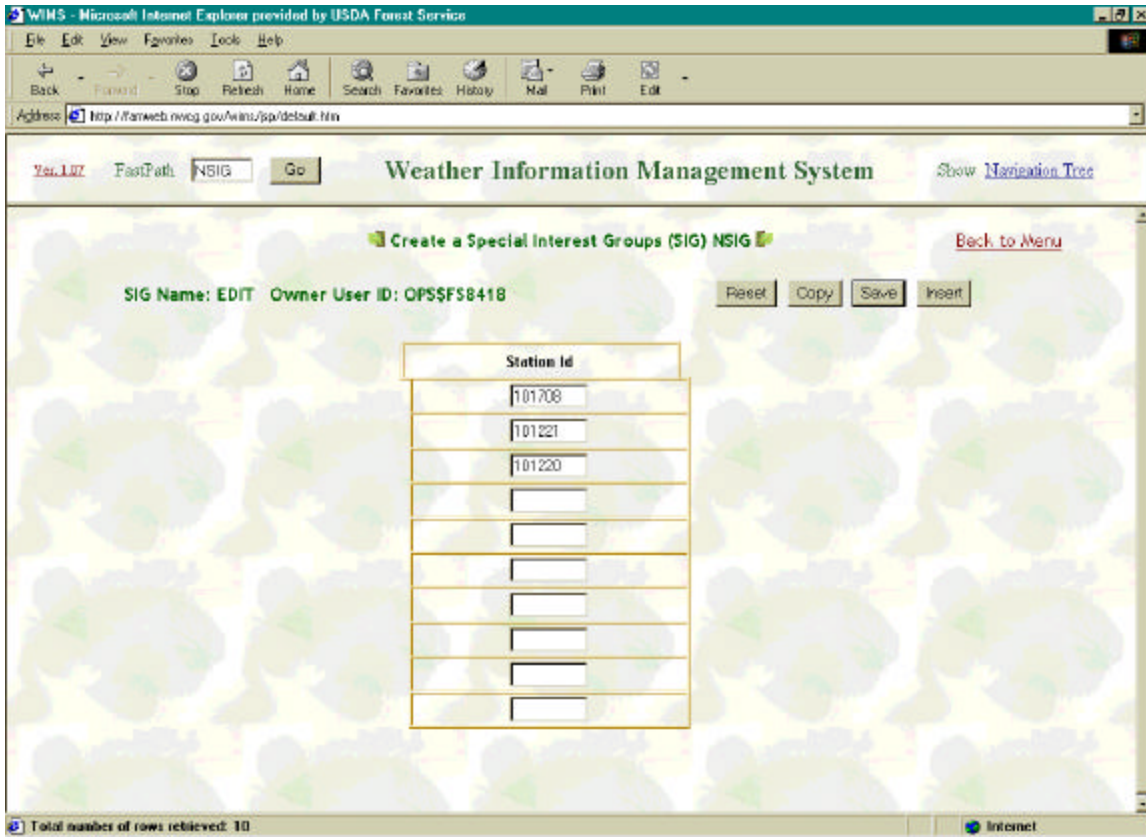 WIMS - Microsoft Internet Explorer provided by USDA Forest Service
File Edit View Favorites Tools Help
Back Forward Stop Refresh Home Search Favorites History Mail Print Edit
Address http://famweb.nwcg.gov/wims/jsp/default.htm
Ver. 1.07 FastPath NSIG Go Weather Information Management System Show Navigation Tree
Create a Special Interest Groups (SIG) NSIG Back to Menu
SIG Name: EDIT Owner User ID: OPS$FS8418 Reset Copy Save Insert
Station Id
101708
101221
101220
Total number of rows retrieved: 10 Internet